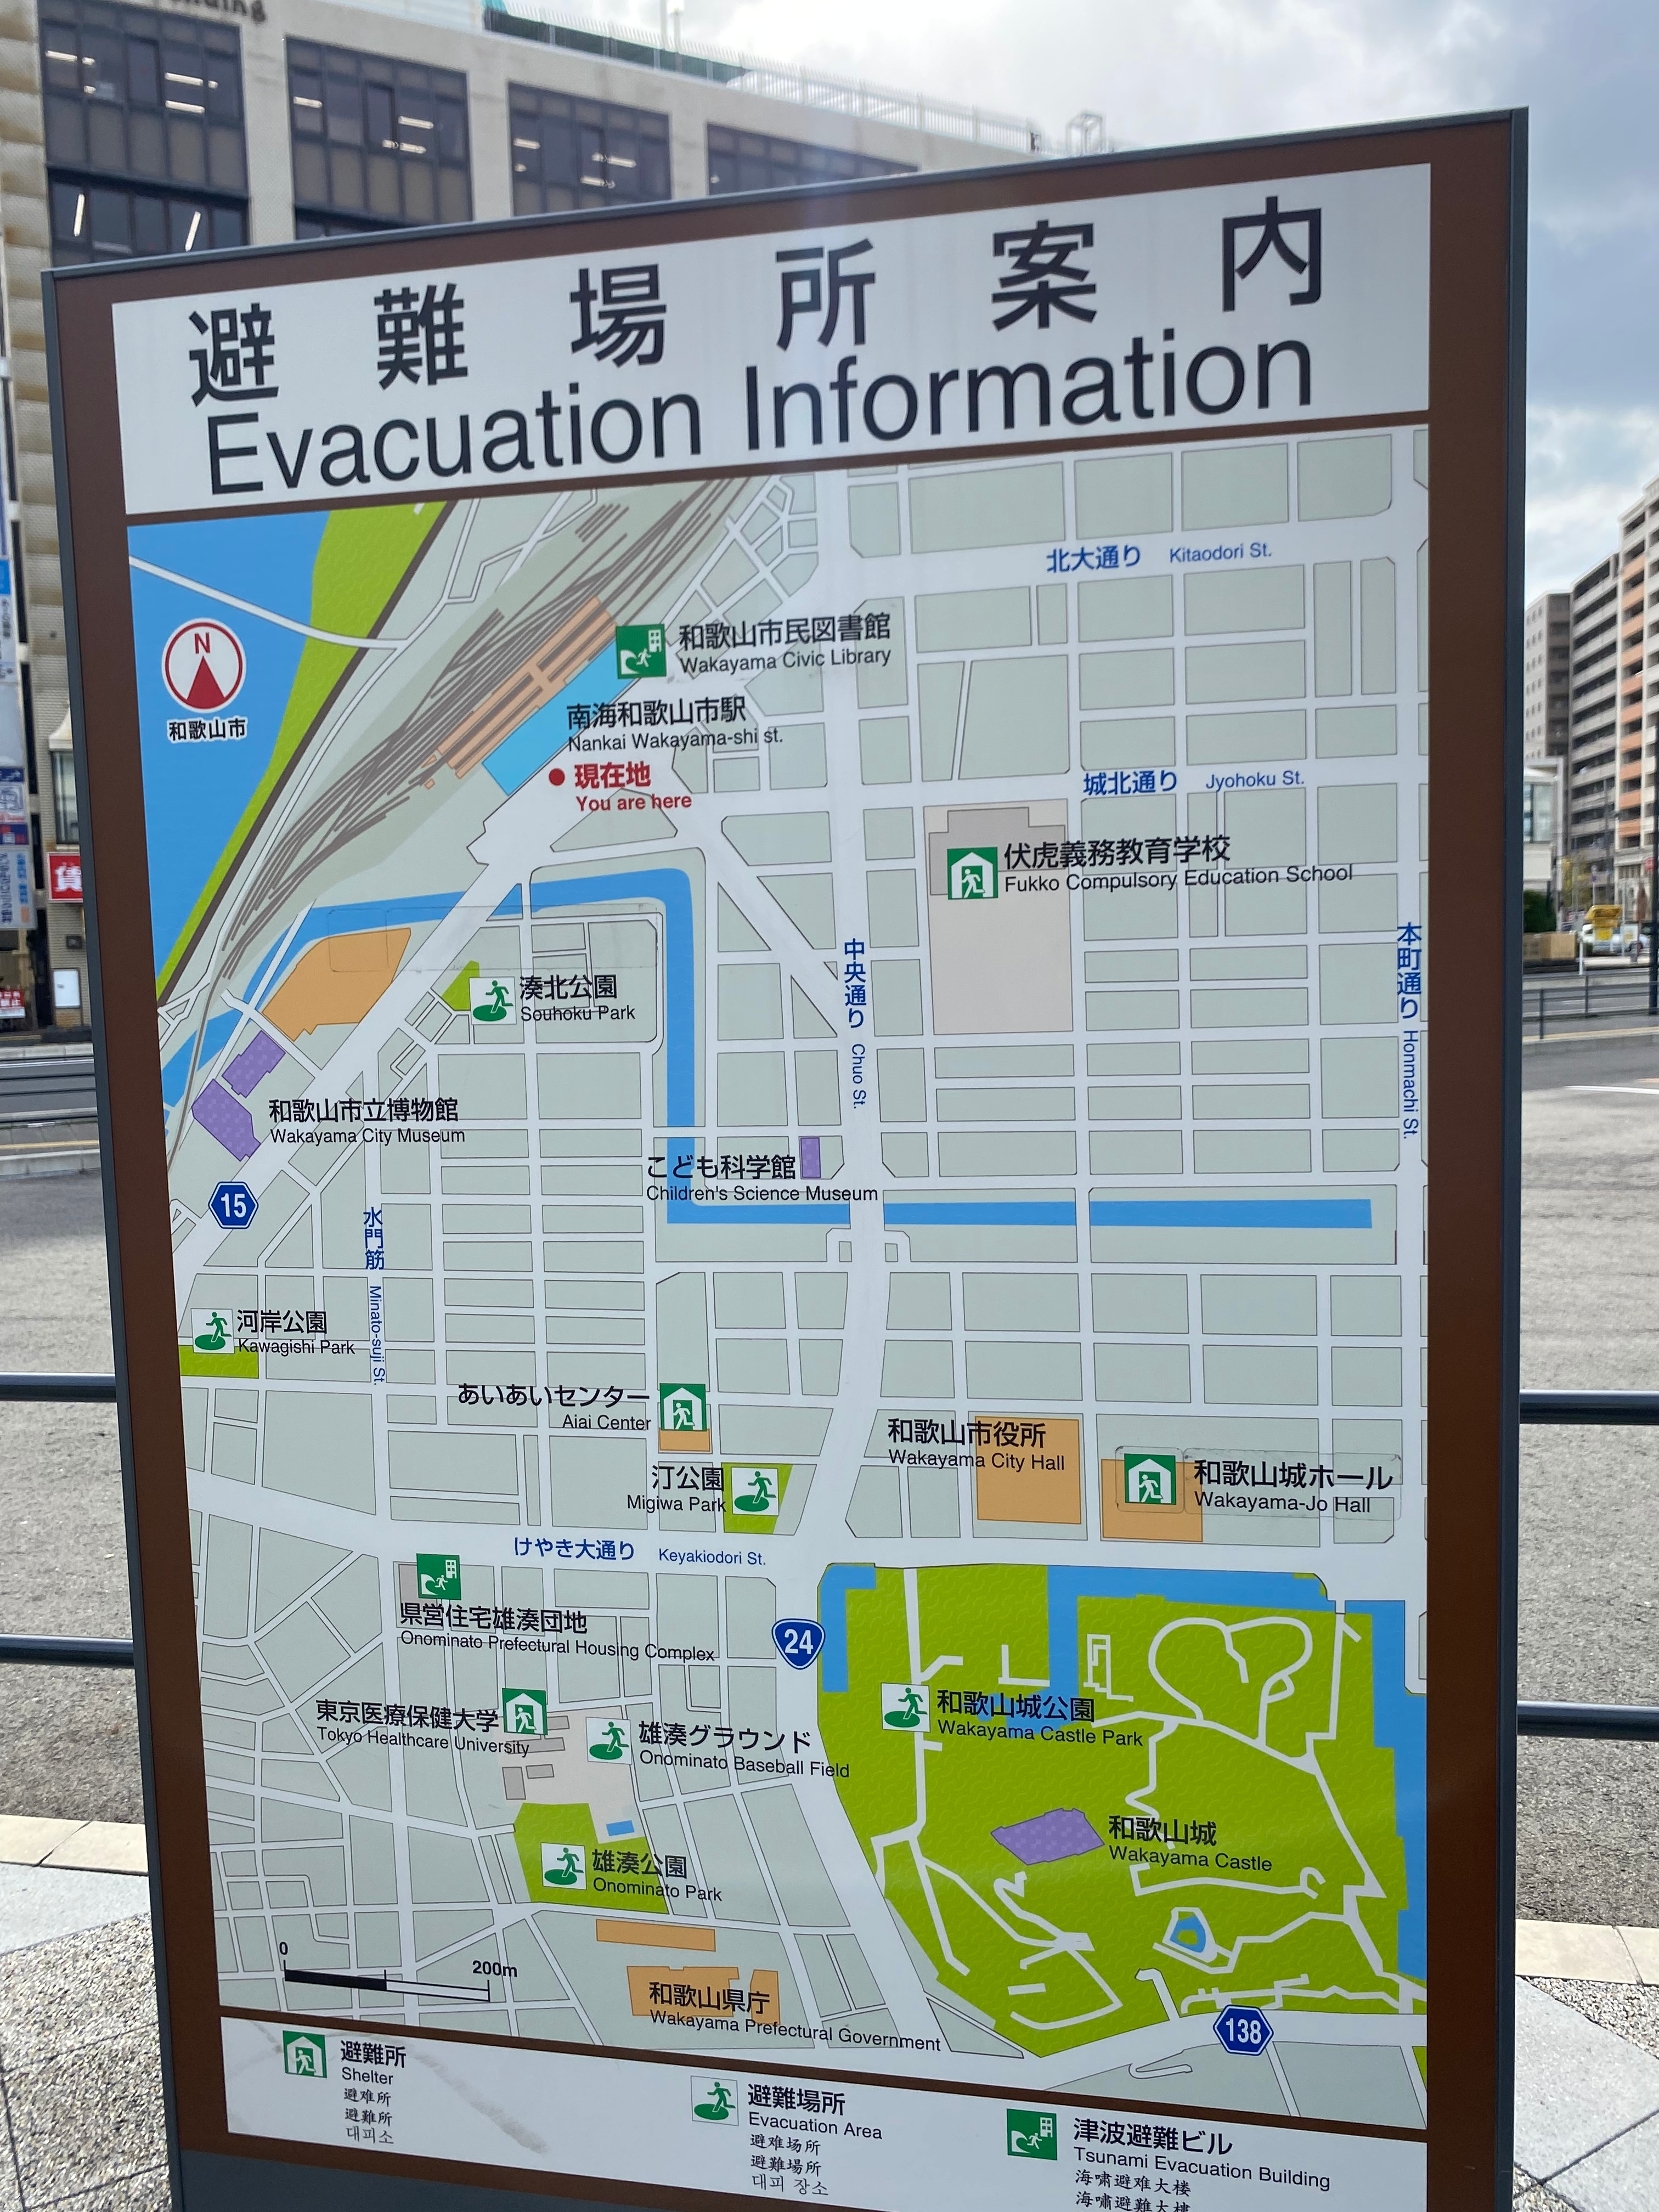 避難場所案内
Evacuation Information
北大通り Kitaodori St.
N
和歌山市
和歌山市民図書館
Wakayama Civic Library
南海和歌山市駅
Nankai Wakayama-shi st.
現在地
You are here
城北通り Jyohoku St.
伏虎義務教育学校
Fukko Compulsory Education School
中央通り Chuo St.
本町通り Honmachi St.
湊北公園
Souhoku Park
和歌山市立博物館
Wakayama City Museum
こども科学館
Children's Science Museum
15
水門筋 Minato-suji St.
河岸公園
Kawagishi Park
あいあいセンター
Aiai Center
和歌山市役所
Wakayama City Hall
和歌山城ホール
Wakayama-Jo Hall
汀公園
Migiwa Park
けやき大通り Keyakiodori St.
県営住宅雄湊団地
Onominato Prefectural Housing Complex
24
東京医療保健大学
Tokyo Healthcare University
雄湊グラウンド
Onominato Baseball Field
和歌山城公園
Wakayama Castle Park
和歌山城
Wakayama Castle
雄湊公園
Onominato Park
0 200m
和歌山県庁
Wakayama Prefectural Government
138
避難所
Shelter
避难所
避難所
대피소
避難場所
Evacuation Area
避难场所
避難場所
대피 장소
津波避難ビル
Tsunami Evacuation Building
海啸避难大楼
海嘯避難大樓
賃